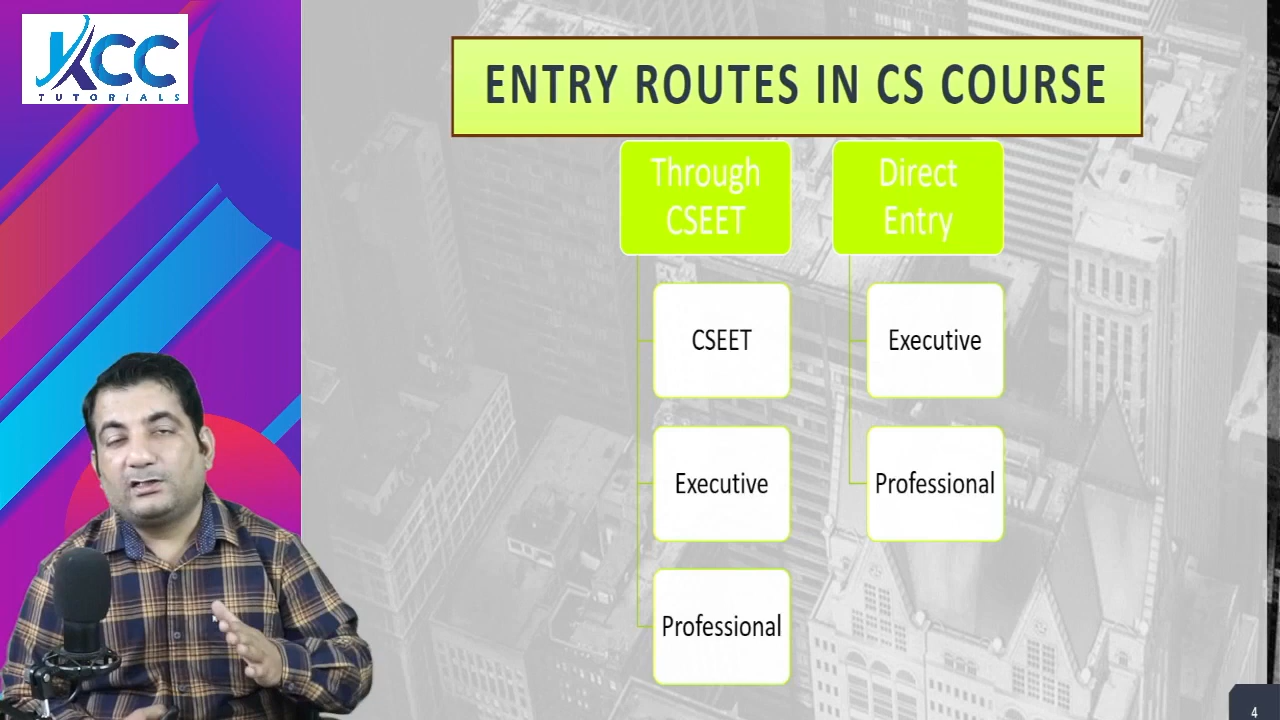 KCC
TUTORIALS
ENTRY ROUTES IN CS COURSE
Through
CSEET
CSEET
Executive
Professional
Direct
Entry
Executive
Professional
4